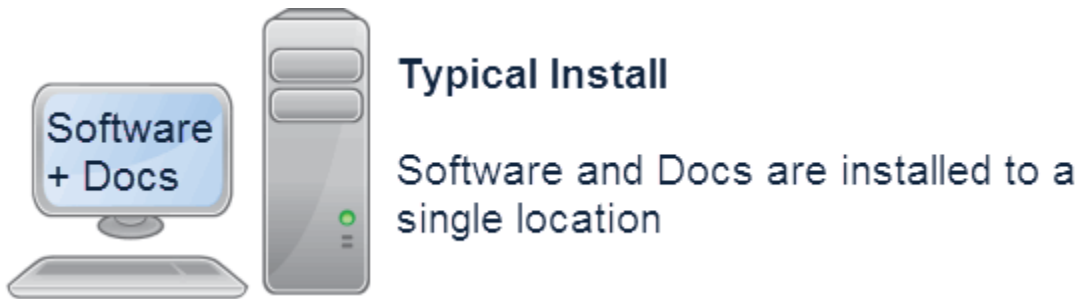 Software
+ Docs
Typical Install
Software and Docs are installed to a
single location